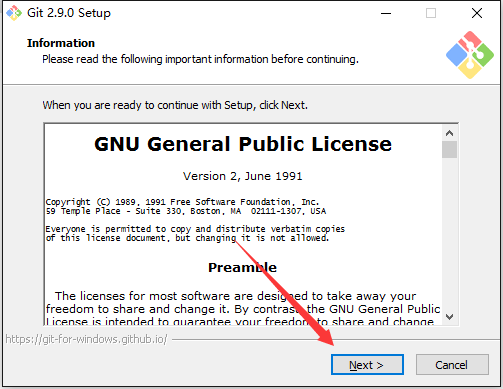 Git 2.9.0 Setup
Information
Please read the following important information before continuing.
When you are ready to continue with Setup, click Next.
GNU General Public License
Version 2, June 1991
Copyright (C) 1989, 1991 Free Software Foundation, Inc.
59 Temple Place - Suite 330, Boston, MA  02111-1307, USA
Everyone is permitted to copy and distribute verbatim copies
of this license document, but changing it is not allowed.
Preamble
The licenses for most software are designed to take away your
freedom to share and change it. By contrast, the GNU General Public
License is intended to guarantee your freedom to share and change
https://git-for-windows.github.io/
Next >
Cancel